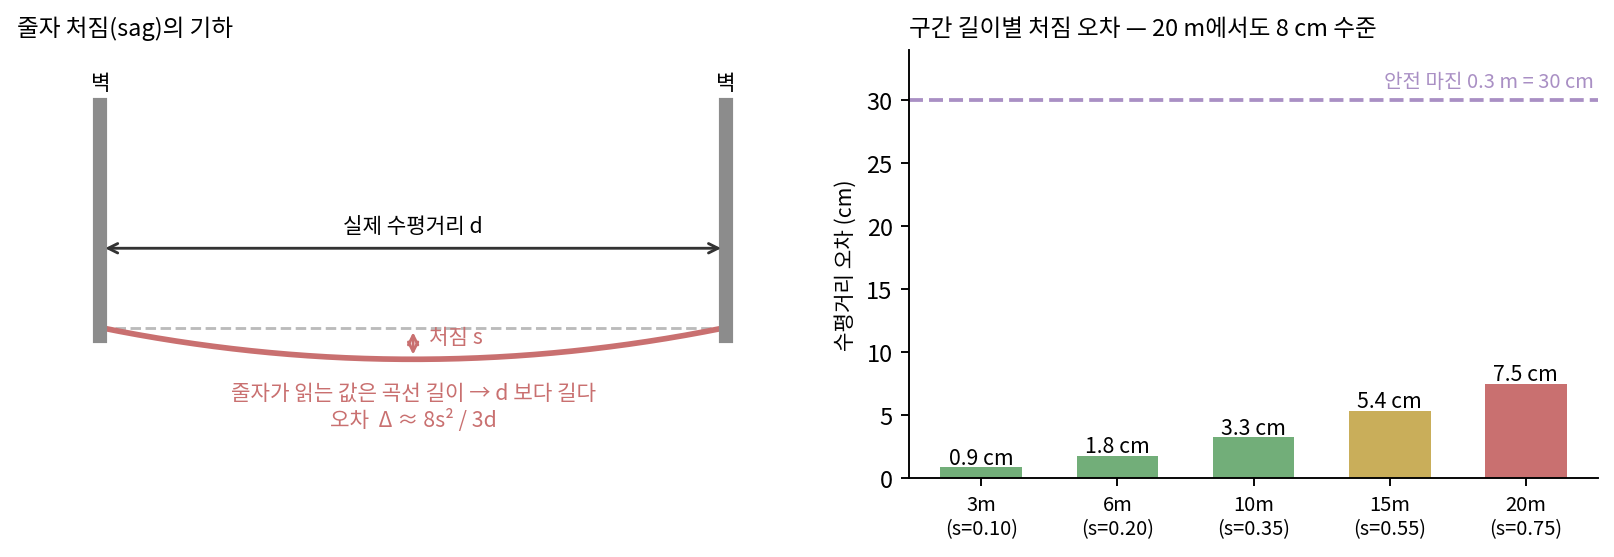 줄자 처짐(sag)의 기하
벽
벽
실제 수평거리 d
처짐 s
줄자가 읽는 값은 곡선 길이 → d 보다 길다
오차 Δ ≈ 8s² / 3d
구간 길이별 처짐 오차 — 20 m에서도 8 cm 수준
안전 마진 0.3 m = 30 cm
수평거리 오차 (cm)
30
25
20
15
10
5
0
0.9 cm
1.8 cm
3.3 cm
5.4 cm
7.5 cm
3m
(s=0.10)
6m
(s=0.20)
10m
(s=0.35)
15m
(s=0.55)
20m
(s=0.75)